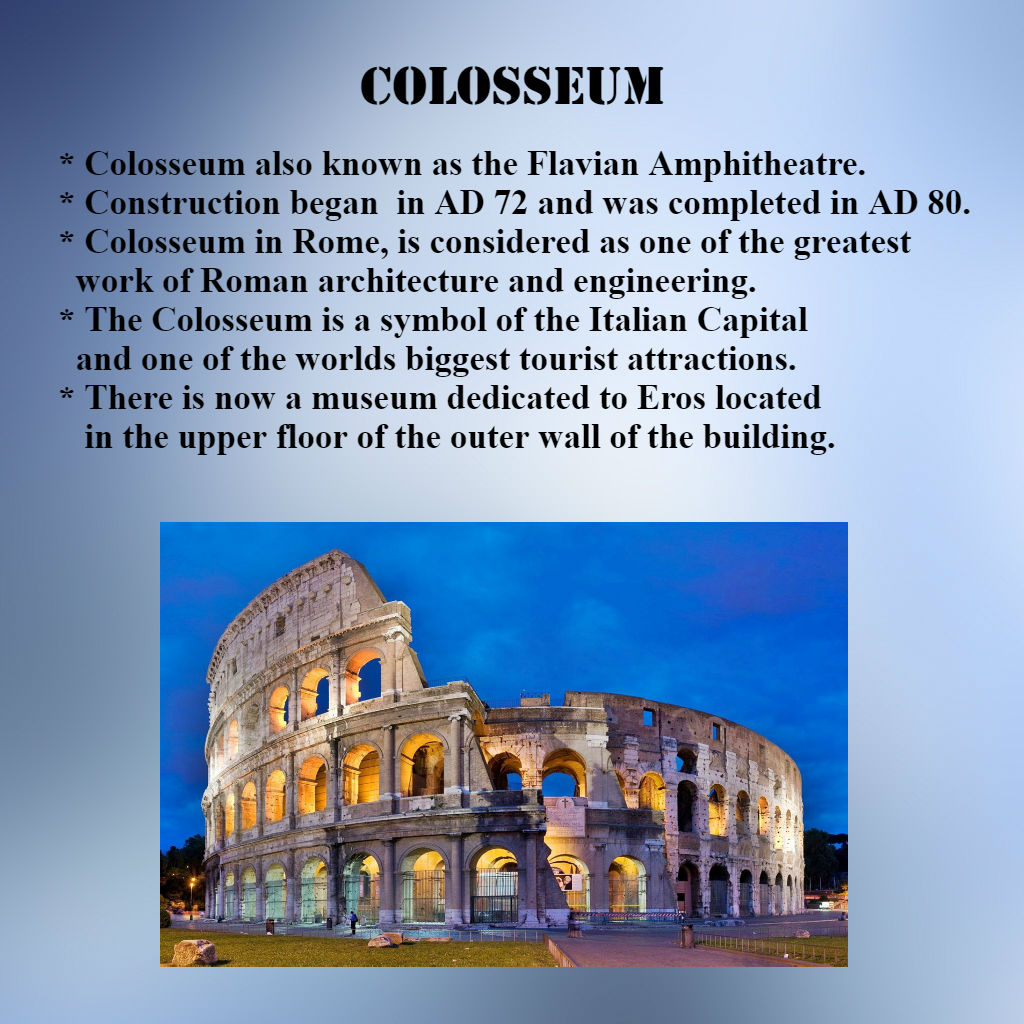 COLOSSEUM
* Colosseum also known as the Flavian Amphitheatre.
* Construction began  in AD 72 and was completed in AD 80.
* Colosseum in Rome, is considered as one of the greatest
work of Roman architecture and engineering.
* The Colosseum is a symbol of the Italian Capital
and one of the worlds biggest tourist attractions.
* There is now a museum dedicated to Eros located
in the upper floor of the outer wall of the building.